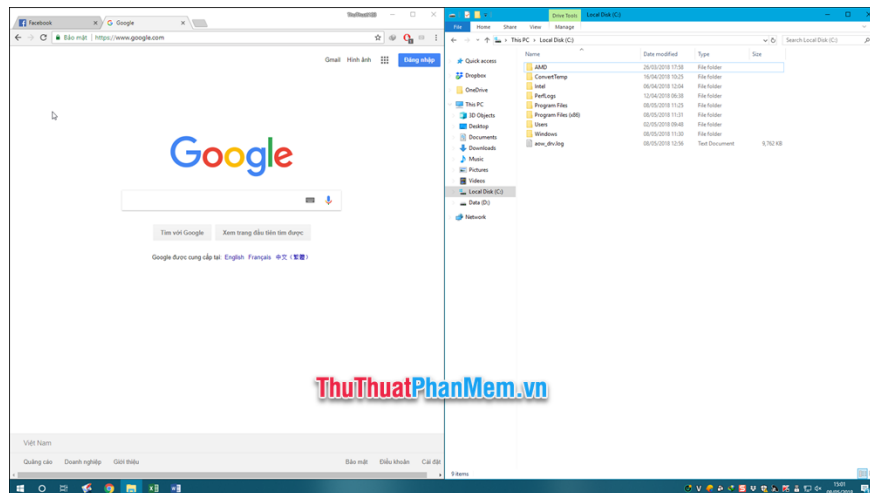 Facebook
Google
ThuThuat123
Bảo mật
https://www.google.com
Gmail Hình ảnh Đăng nhập
Google
Tìm với Google Xem trang đầu tiên tìm được
Google được cung cấp tại: English Français 中文（繁體）
Việt Nam
Quảng cáo Doanh nghiệp Giới thiệu Bảo mật Điều khoản Cài đặt
Drive Tools Local Disk (C:)
File Home Share View Manage
This PC Local Disk (C:) Search Local Disk (C:)
Quick access
Dropbox
OneDrive
This PC
3D Objects
Desktop
Documents
Downloads
Music
Pictures
Videos
Local Disk (C:)
Data (D:)
Network
Name Date modified Type Size
AMD 26/03/2018 17:58 File folder
ConvertTemp 16/04/2018 10:25 File folder
Intel 08/04/2018 12:04 File folder
PerfLogs 12/04/2018 06:38 File folder
Program Files 08/05/2018 11:25 File folder
Program Files (x86) 08/05/2018 11:31 File folder
Users 02/05/2018 09:48 File folder
Windows 08/05/2018 11:30 File folder
aow_drv.log 08/05/2018 12:56 Text Document 9,762 KB
ThuThuatPhanMem.vn
9 items
15:01
08/05/2018